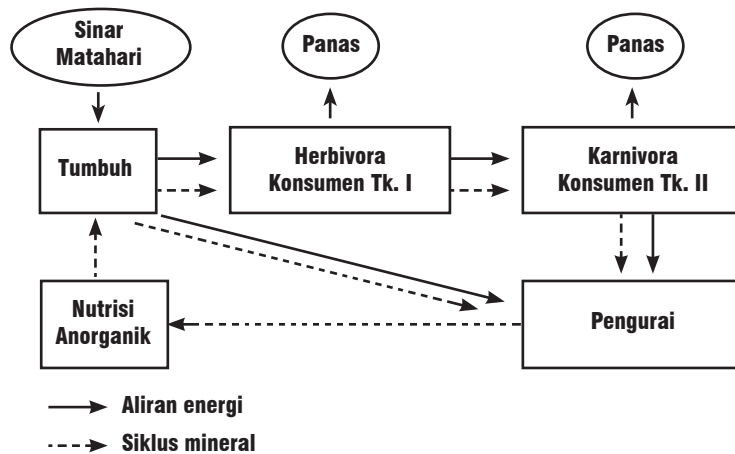 Sinar
Matahari
Panas
Panas
Tumbuh
Herbivora
Konsumen Tk. I
Karnivora
Konsumen Tk. II
Nutrisi
Anorganik
Pengurai
Aliran energi
Siklus mineral